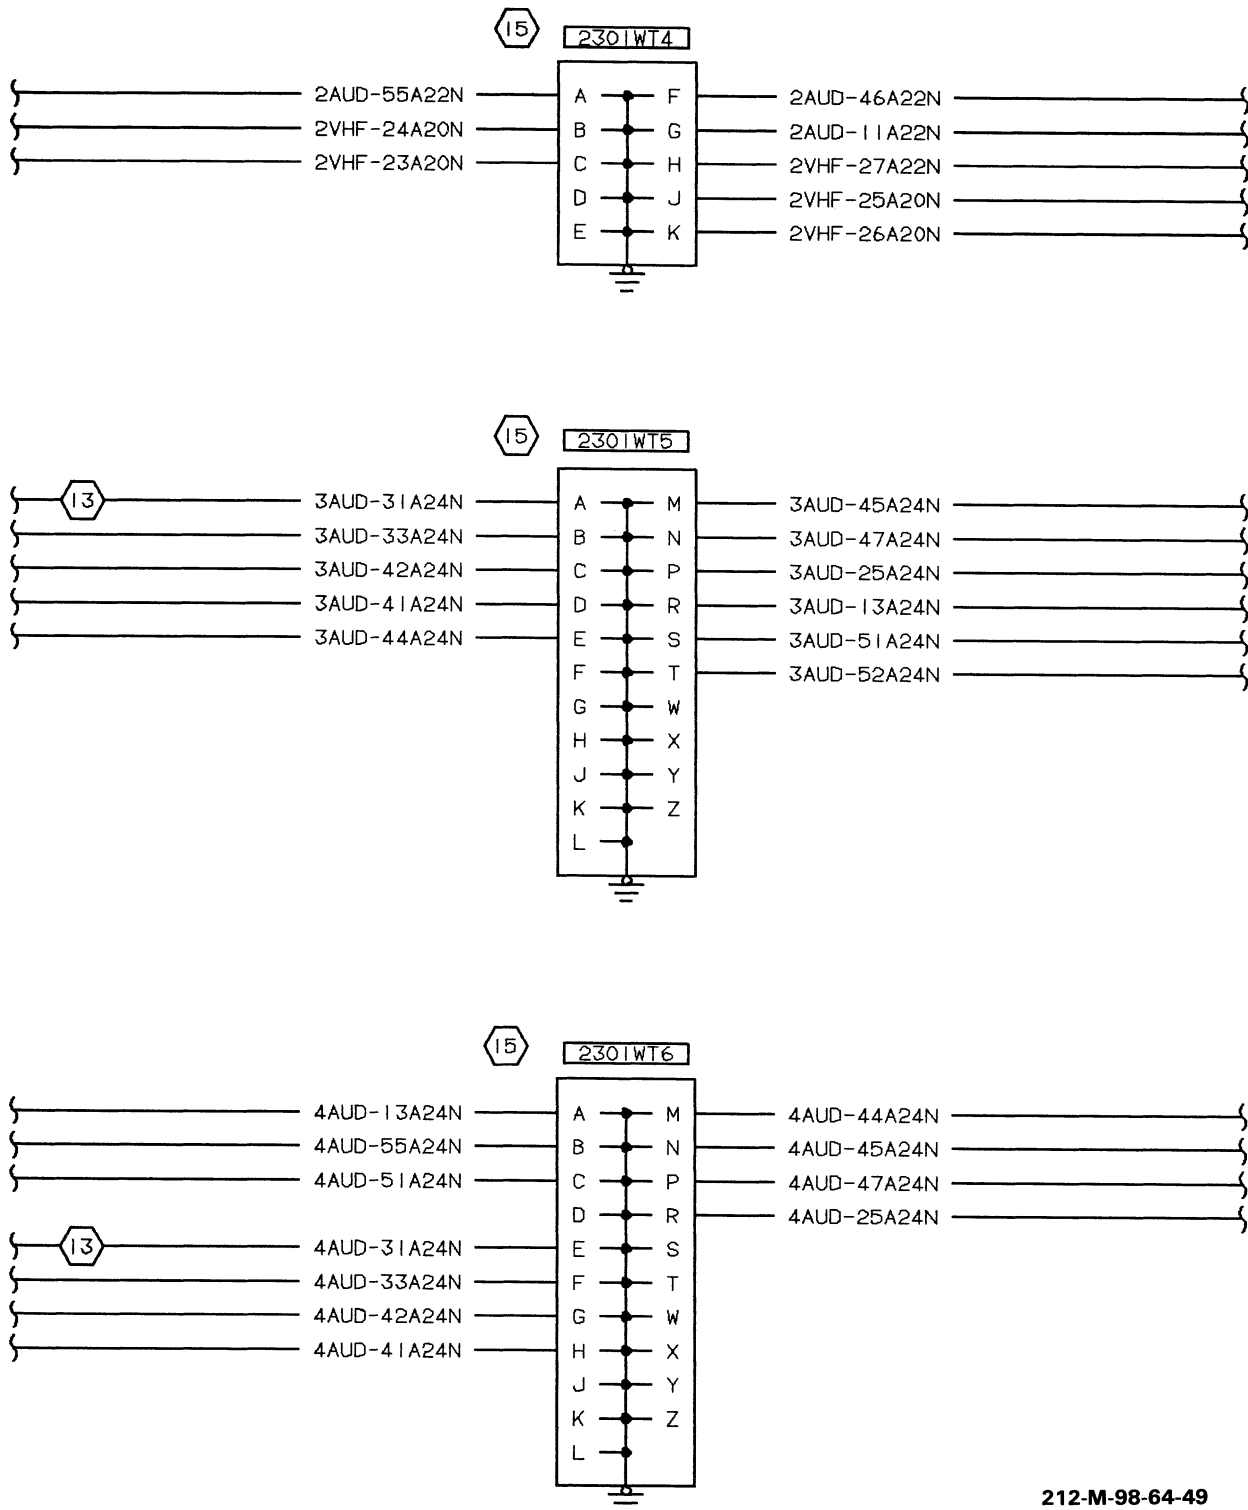 15 2301WT4
2AUD-55A22N A F 2AUD-46A22N
2VHF-24A20N B G 2AUD-11A22N
2VHF-23A20N C H 2VHF-27A22N
D J 2VHF-25A20N
E K 2VHF-26A20N
15 2301WT5
13 3AUD-31A24N A M 3AUD-45A24N
3AUD-33A24N B N 3AUD-47A24N
3AUD-42A24N C P 3AUD-25A24N
3AUD-41A24N D R 3AUD-13A24N
3AUD-44A24N E S 3AUD-51A24N
F T 3AUD-52A24N
G W
H X
J Y
K Z
L
15 2301WT6
4AUD-13A24N A M 4AUD-44A24N
4AUD-55A24N B N 4AUD-45A24N
4AUD-51A24N C P 4AUD-47A24N
D R 4AUD-25A24N
13 4AUD-31A24N E S
4AUD-33A24N F T
4AUD-42A24N G W
4AUD-41A24N H X
J Y
K Z
L
212-M-98-64-49